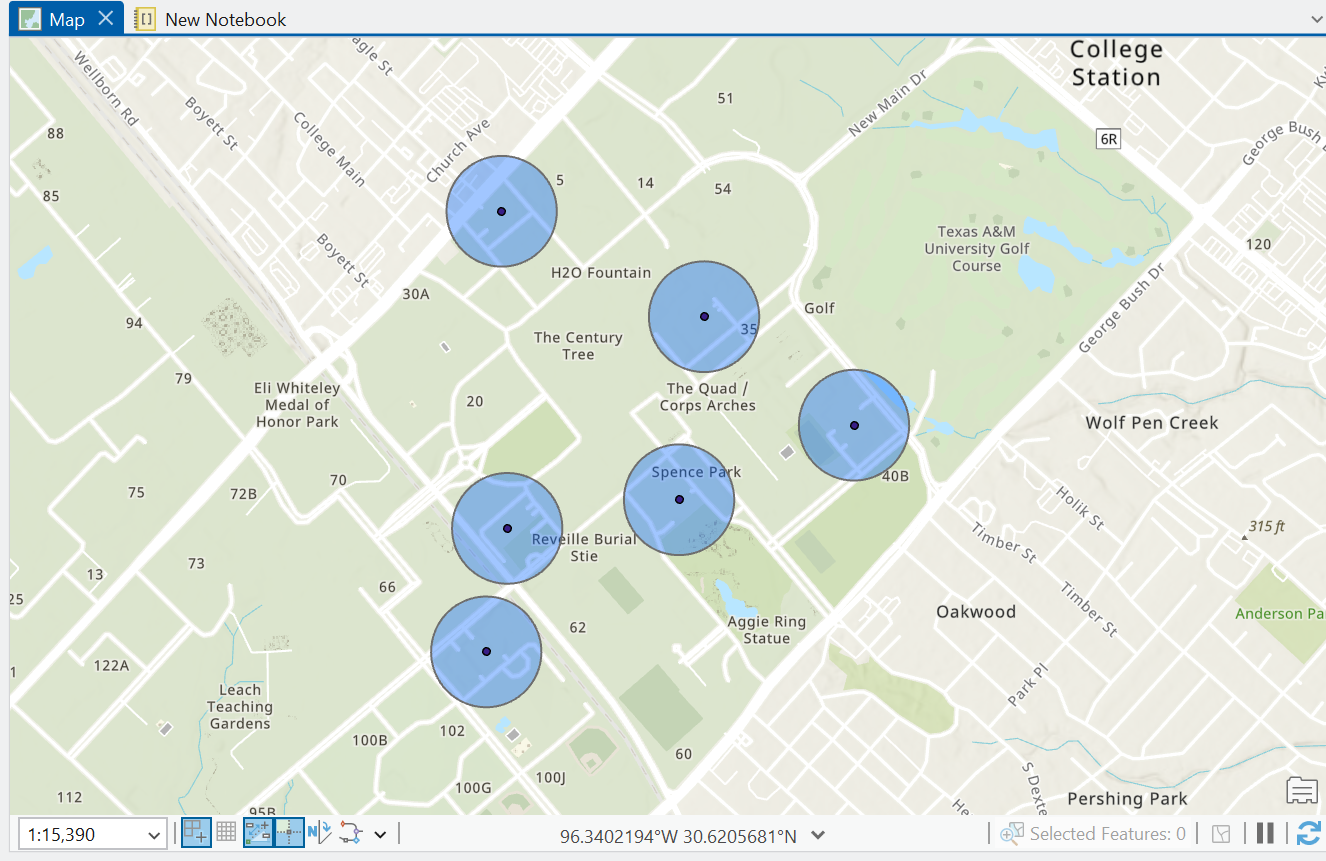 Map
New Notebook
College
Station
agle St
Wellborn Rd
51
New Main Dr
Boyett St
88
College Main
Church Ave
6R
George Bush
5
14
54
85
Texas A&M
University Golf
Course
120
Boyett St
H2O Fountain
30A
George Bush Dr
Golf
94
35
The Century
Tree
79
Eli Whiteley
Medal of
Honor Park
The Quad /
Corps Arches
20
Wolf Pen Creek
Spence Park
40B
70
75
72B
Holik St
315 ft
Timber St
Reveille Burial
Stie
73
13
66
25
Timber St
Oakwood
Anderson Pa
62
Aggie Ring
Statue
122A
1
Leach
Teaching
Gardens
Park Pl
102
100B
60
100J
100G
S Dexte
He
Pershing Park
112
95B
1:15,390
N
96.3402194°W 30.6205681°N
Selected Features: 0